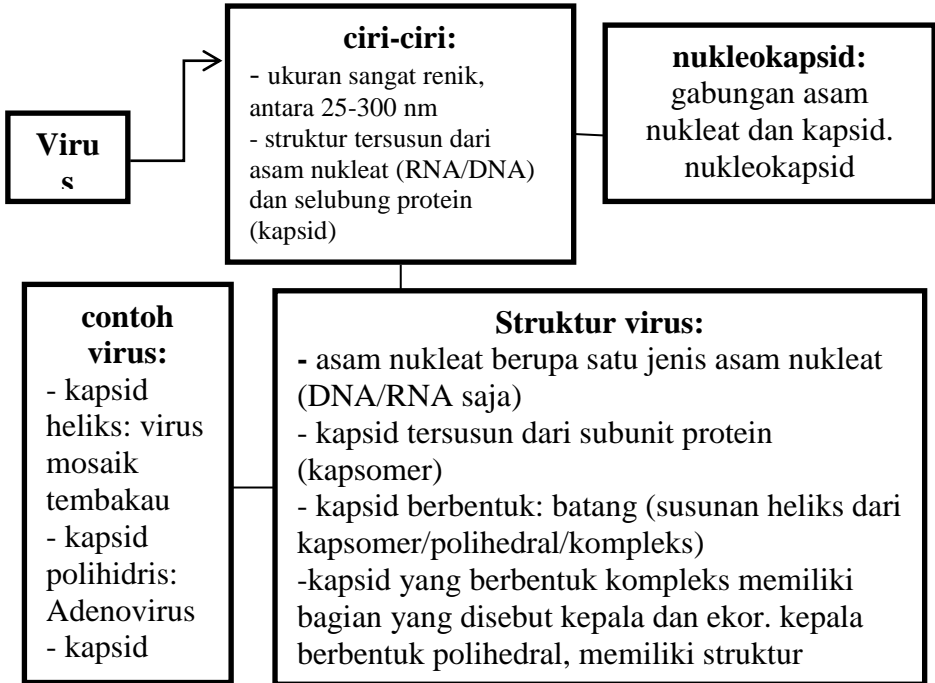 Viru
s
ciri-ciri:
- ukuran sangat renik,
antara 25-300 nm
- struktur tersusun dari
asam nukleat (RNA/DNA)
dan selubung protein
(kapsid)
nukleokapsid:
gabungan asam
nukleat dan kapsid.
nukleokapsid
contoh
virus:
- kapsid
heliks: virus
mosaik
tembakau
- kapsid
polihidris:
Adenovirus
- kapsid
Struktur virus:
- asam nukleat berupa satu jenis asam nukleat
(DNA/RNA saja)
- kapsid tersusun dari subunit protein
(kapsomer)
- kapsid berbentuk: batang (susunan heliks dari
kapsomer/polihedral/kompleks)
-kapsid yang berbentuk kompleks memiliki
bagian yang disebut kepala dan ekor. kepala
berbentuk polihedral, memiliki struktur